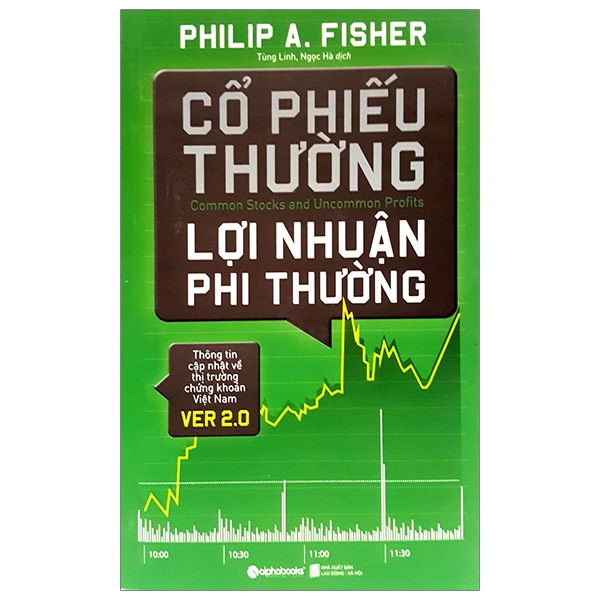 PHILIP A. FISHER
Tùng Linh, Ngọc Hà dịch
CỔ PHIẾU
THƯỜNG
Common Stocks and Uncommon Profits
LỢI NHUẬN
PHI THƯỜNG
Thông tin
cập nhật về
thị trường
chứng khoán
Việt Nam
VER 2.0
10:00
10:30
11:00
11:30
alphabooks
NHÀ XUẤT BẢN
LAO ĐỘNG - XÃ HỘI